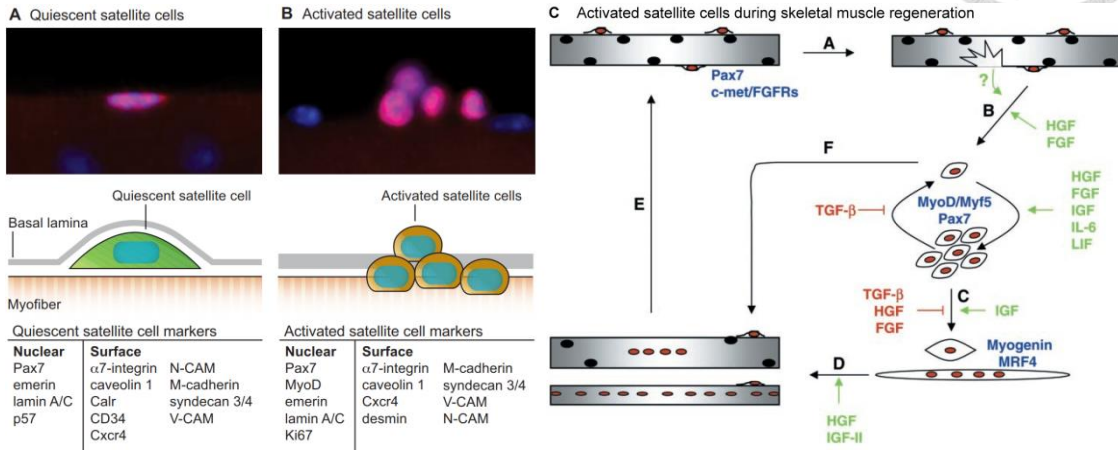 A Quiescent satellite cells
B Activated satellite cells
C Activated satellite cells during skeletal muscle regeneration
Quiescent satellite cell
Basal lamina
Myofiber
Activated satellite cells
Quiescent satellite cell markers
Nuclear Surface
Pax7 α7-integrin N-CAM
emerin caveolin 1 M-cadherin
lamin A/C Calr syndecan 3/4
p57 CD34 V-CAM
Cxcr4
Activated satellite cell markers
Nuclear Surface
Pax7 α7-integrin M-cadherin
MyoD caveolin 1 syndecan 3/4
emerin Cxcr4 V-CAM
lamin A/C desmin N-CAM
Ki67
A
Pax7
c-met/FGFRs
?
B
HGF
FGF
F
E
TGF-β
MyoD/Myf5
Pax7
HGF
FGF
IGF
IL-6
LIF
TGF-β
HGF
FGF
C
IGF
Myogenin
MRF4
D
HGF
IGF-II